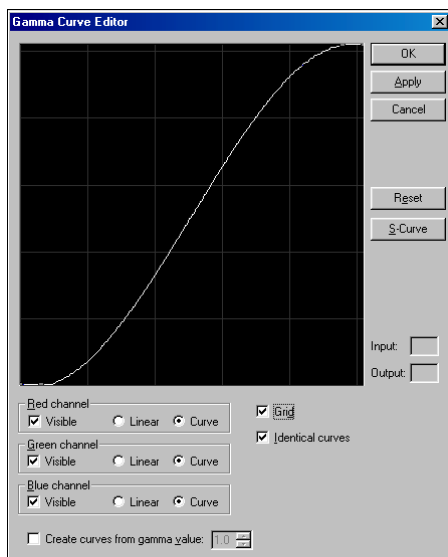 Gamma Curve Editor
OK
Apply
Cancel
Reset
S-Curve
Input:
Output:
Red channel
Visible Linear Curve
Green channel
Visible Linear Curve
Blue channel
Visible Linear Curve
Grid
Identical curves
Create curves from gamma value: 1.0